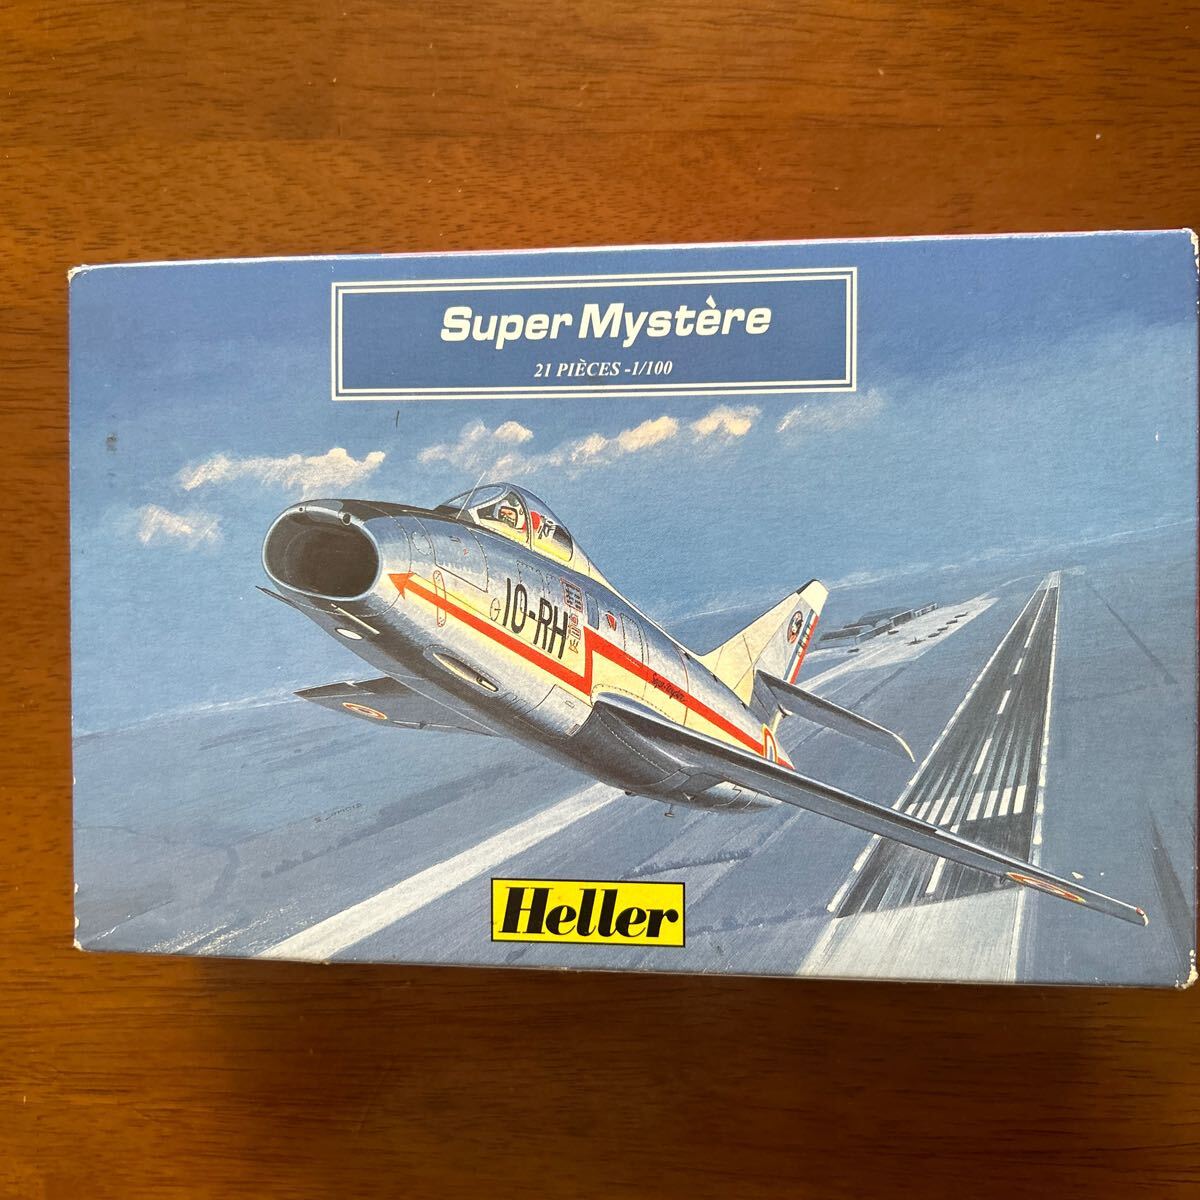 Super Mystère
21 PIÈCES -1/100
10-RH
Heller